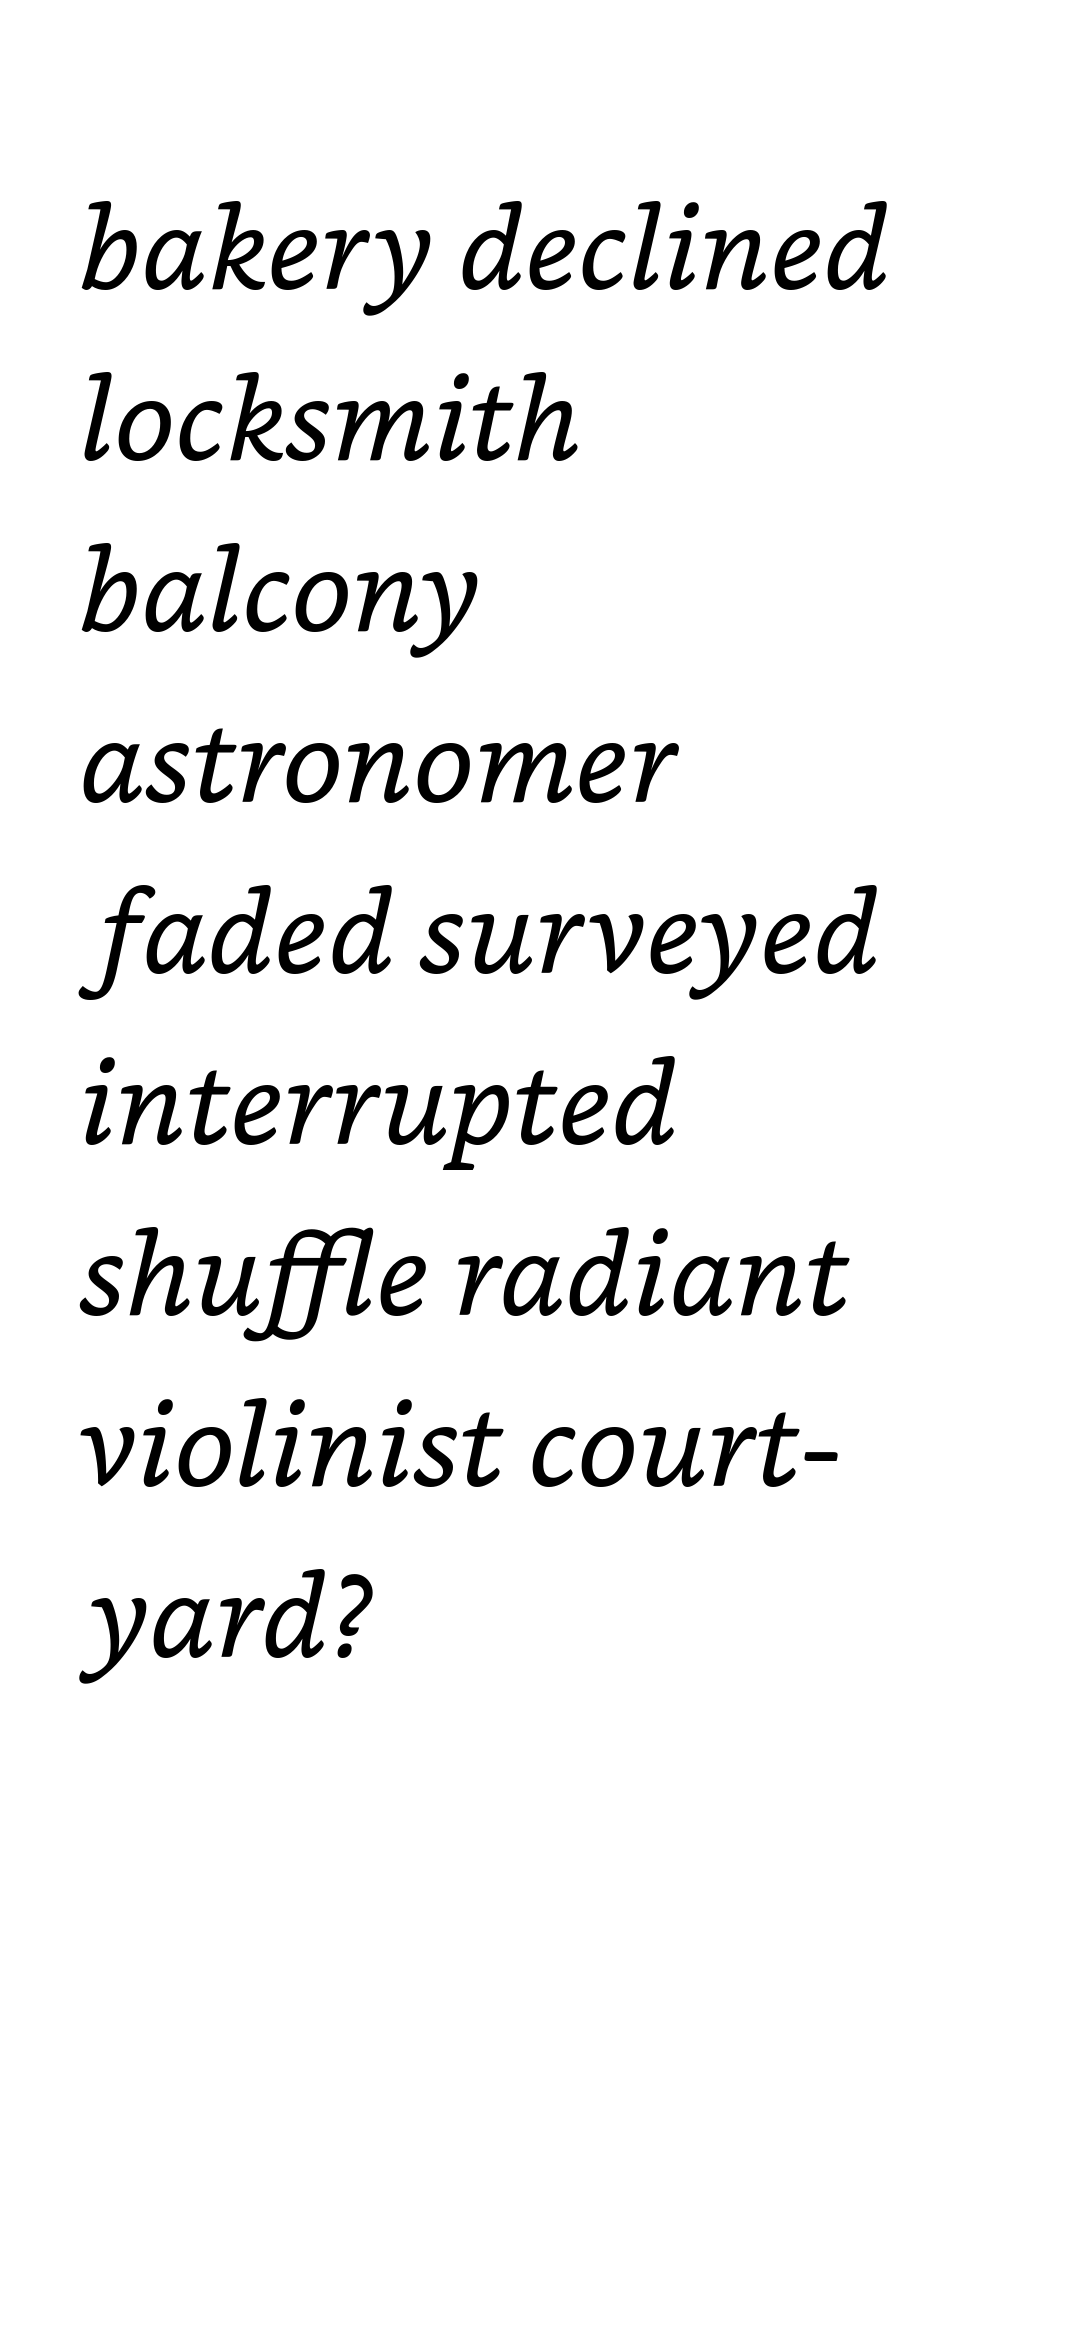 bakery declined
locksmith
balcony
astronomer
faded surveyed
interrupted
shuffle radiant
violinist court-
yard?